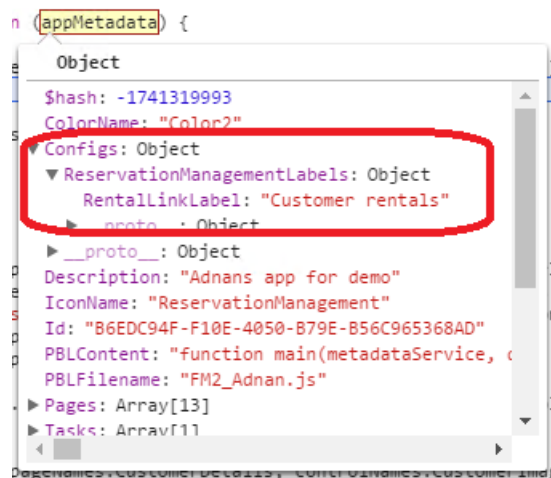 n (appMetadata) {
Object
$hash: -1741319993
ColorName: "Color2"
Configs: Object
ReservationManagementLabels: Object
RentalLinkLabel: "Customer rentals"
__proto__: Object
__proto__: Object
Description: "Adnans app for demo"
IconName: "ReservationManagement"
Id: "B6EDC94F-F10E-4050-B79E-B56C965368AD"
PBLContent: "function main(metadataService,
PBLFilename: "FM2_Adnan.js"
Pages: Array[13]
Tasks: Array[1]
pageNames.CustomerDetails, ControlNames.CustomerIma